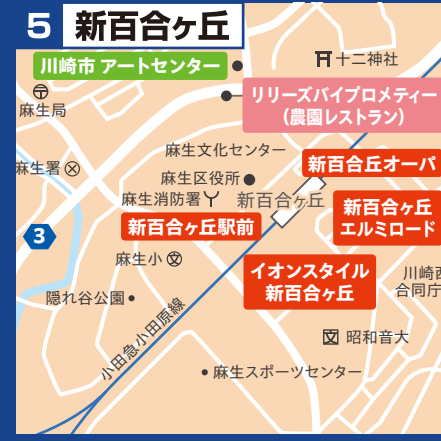 5 新百合ヶ丘
川崎市 アートセンター
十二神社
麻生局
リリーズバイプロメティー
（農園レストラン）
麻生文化センター
麻生署
新百合丘オーパ
麻生区役所
麻生消防署
新百合ヶ丘
新百合ヶ丘
エルミロード
新百合ヶ丘駅前
3
麻生小
イオンスタイル
新百合ヶ丘
川崎西
合同庁
隠れ谷公園
小田急小田原線
昭和音大
麻生スポーツセンター